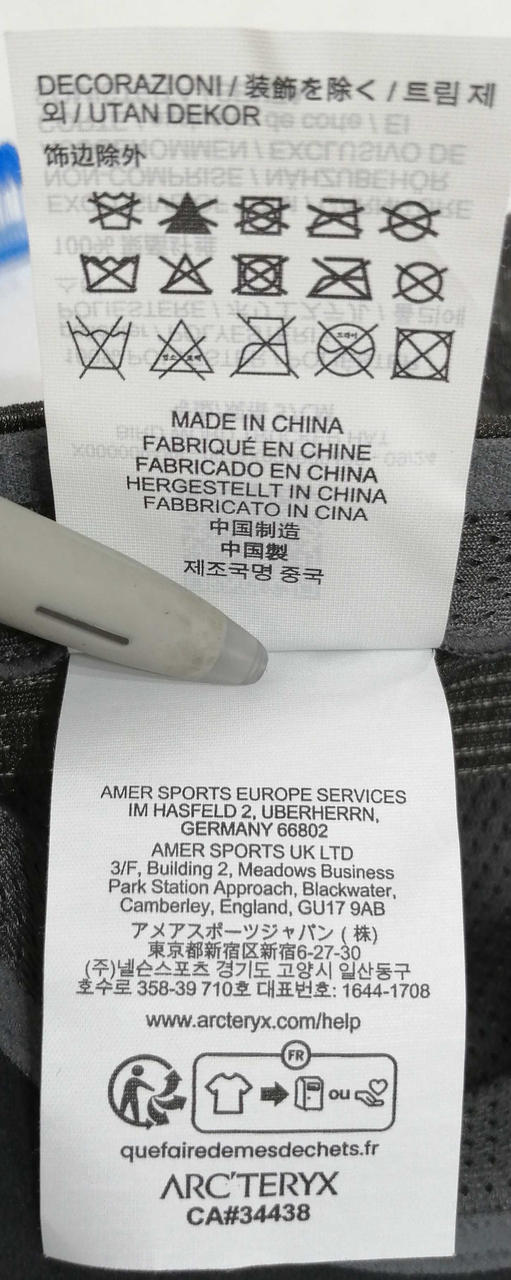 DECORAZIONI / 装飾を除く / 트림 제
외 / UTAN DEKOR
饰边除外
드라이
MADE IN CHINA
FABRIQUÉ EN CHINE
FABRICADO EN CHINA
HERGESTELLT IN CHINA
FABBRICATO IN CINA
中国制造
中国製
제조국명 중국
AMER SPORTS EUROPE SERVICES
IM HASFELD 2, UBERHERRN,
GERMANY 66802
AMER SPORTS UK LTD
3/F, Building 2, Meadows Business
Park Station Approach, Blackwater,
Camberley, England, GU17 9AB
アメアスポーツジャパン ( 株)
東京都新宿区新宿6-27-30
(주)넬슨스포츠 경기도 고양시 일산동구
호수로 358-39 710호 대표번호: 1644-1708
www.arcteryx.com/help
FR
ou
quefairedemesdechets.fr
ARC'TERYX
CA#34438